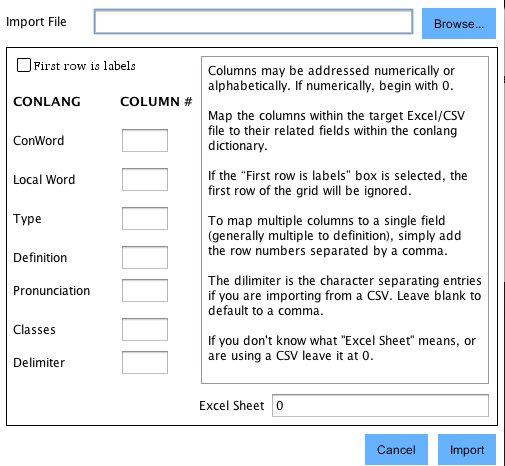 Import File
Browse...
First row is labels
CONLANG COLUMN #
ConWord
Local Word
Type
Definition
Pronunciation
Classes
Delimiter
Columns may be addressed numerically or
alphabetically. If numerically, begin with 0.
Map the columns within the target Excel/CSV
file to their related fields within the conlang
dictionary.
If the “First row is labels” box is selected, the
first row of the grid will be ignored.
To map multiple columns to a single field
(generally multiple to definition), simply add
the row numbers separated by a comma.
The dilimiter is the character separating entries
if you are importing from a CSV. Leave blank to
default to a comma.
If you don't know what "Excel Sheet" means, or
are using a CSV leave it at 0.
Excel Sheet 0
Cancel Import